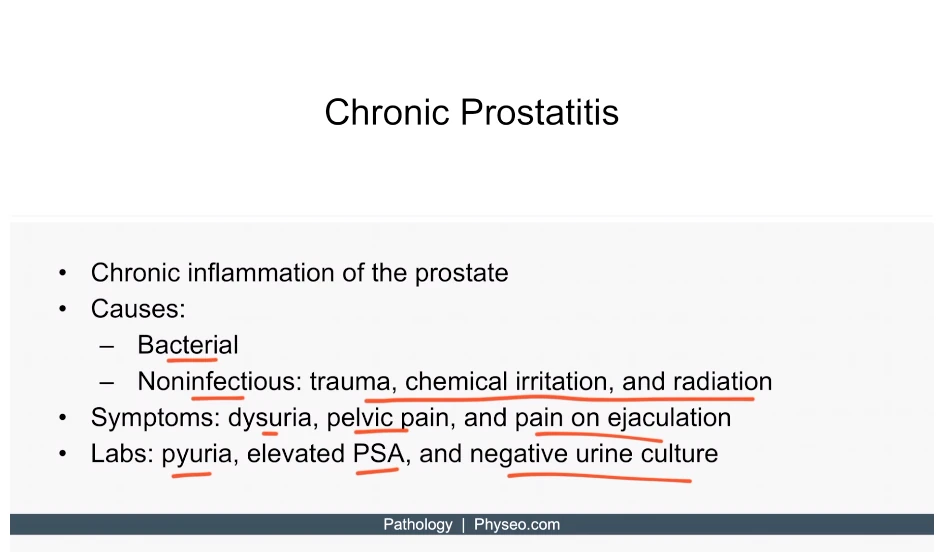 Chronic Prostatitis
• Chronic inflammation of the prostate
• Causes:
– Bacterial
– Noninfectious: trauma, chemical irritation, and radiation
• Symptoms: dysuria, pelvic pain, and pain on ejaculation
• Labs: pyuria, elevated PSA, and negative urine culture
Pathology | Physeo.com